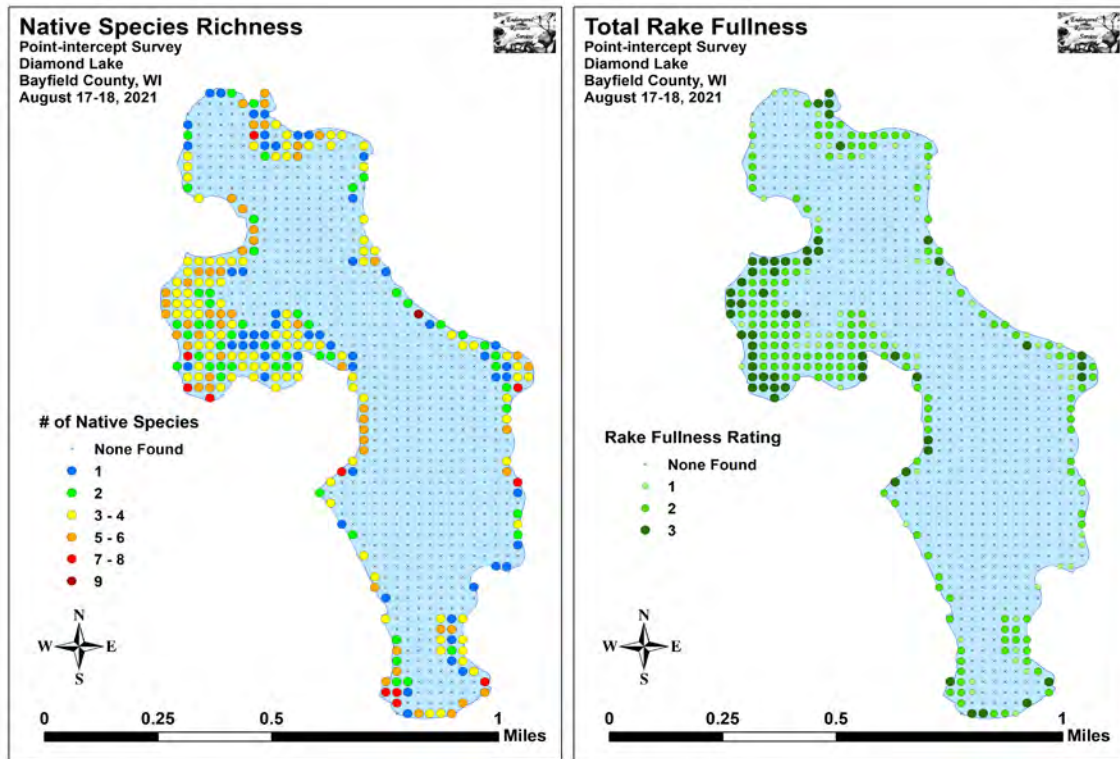 Native Species Richness
Point-intercept Survey
Diamond Lake
Bayfield County, WI
August 17-18, 2021
# of Native Species
None Found
1
2
3 - 4
5 - 6
7 - 8
9
N
W E
S
0 0.25 0.5 1
Miles
Total Rake Fullness
Point-intercept Survey
Diamond Lake
Bayfield County, WI
August 17-18, 2021
Rake Fullness Rating
None Found
1
2
3
N
W E
S
0 0.25 0.5 1
Miles